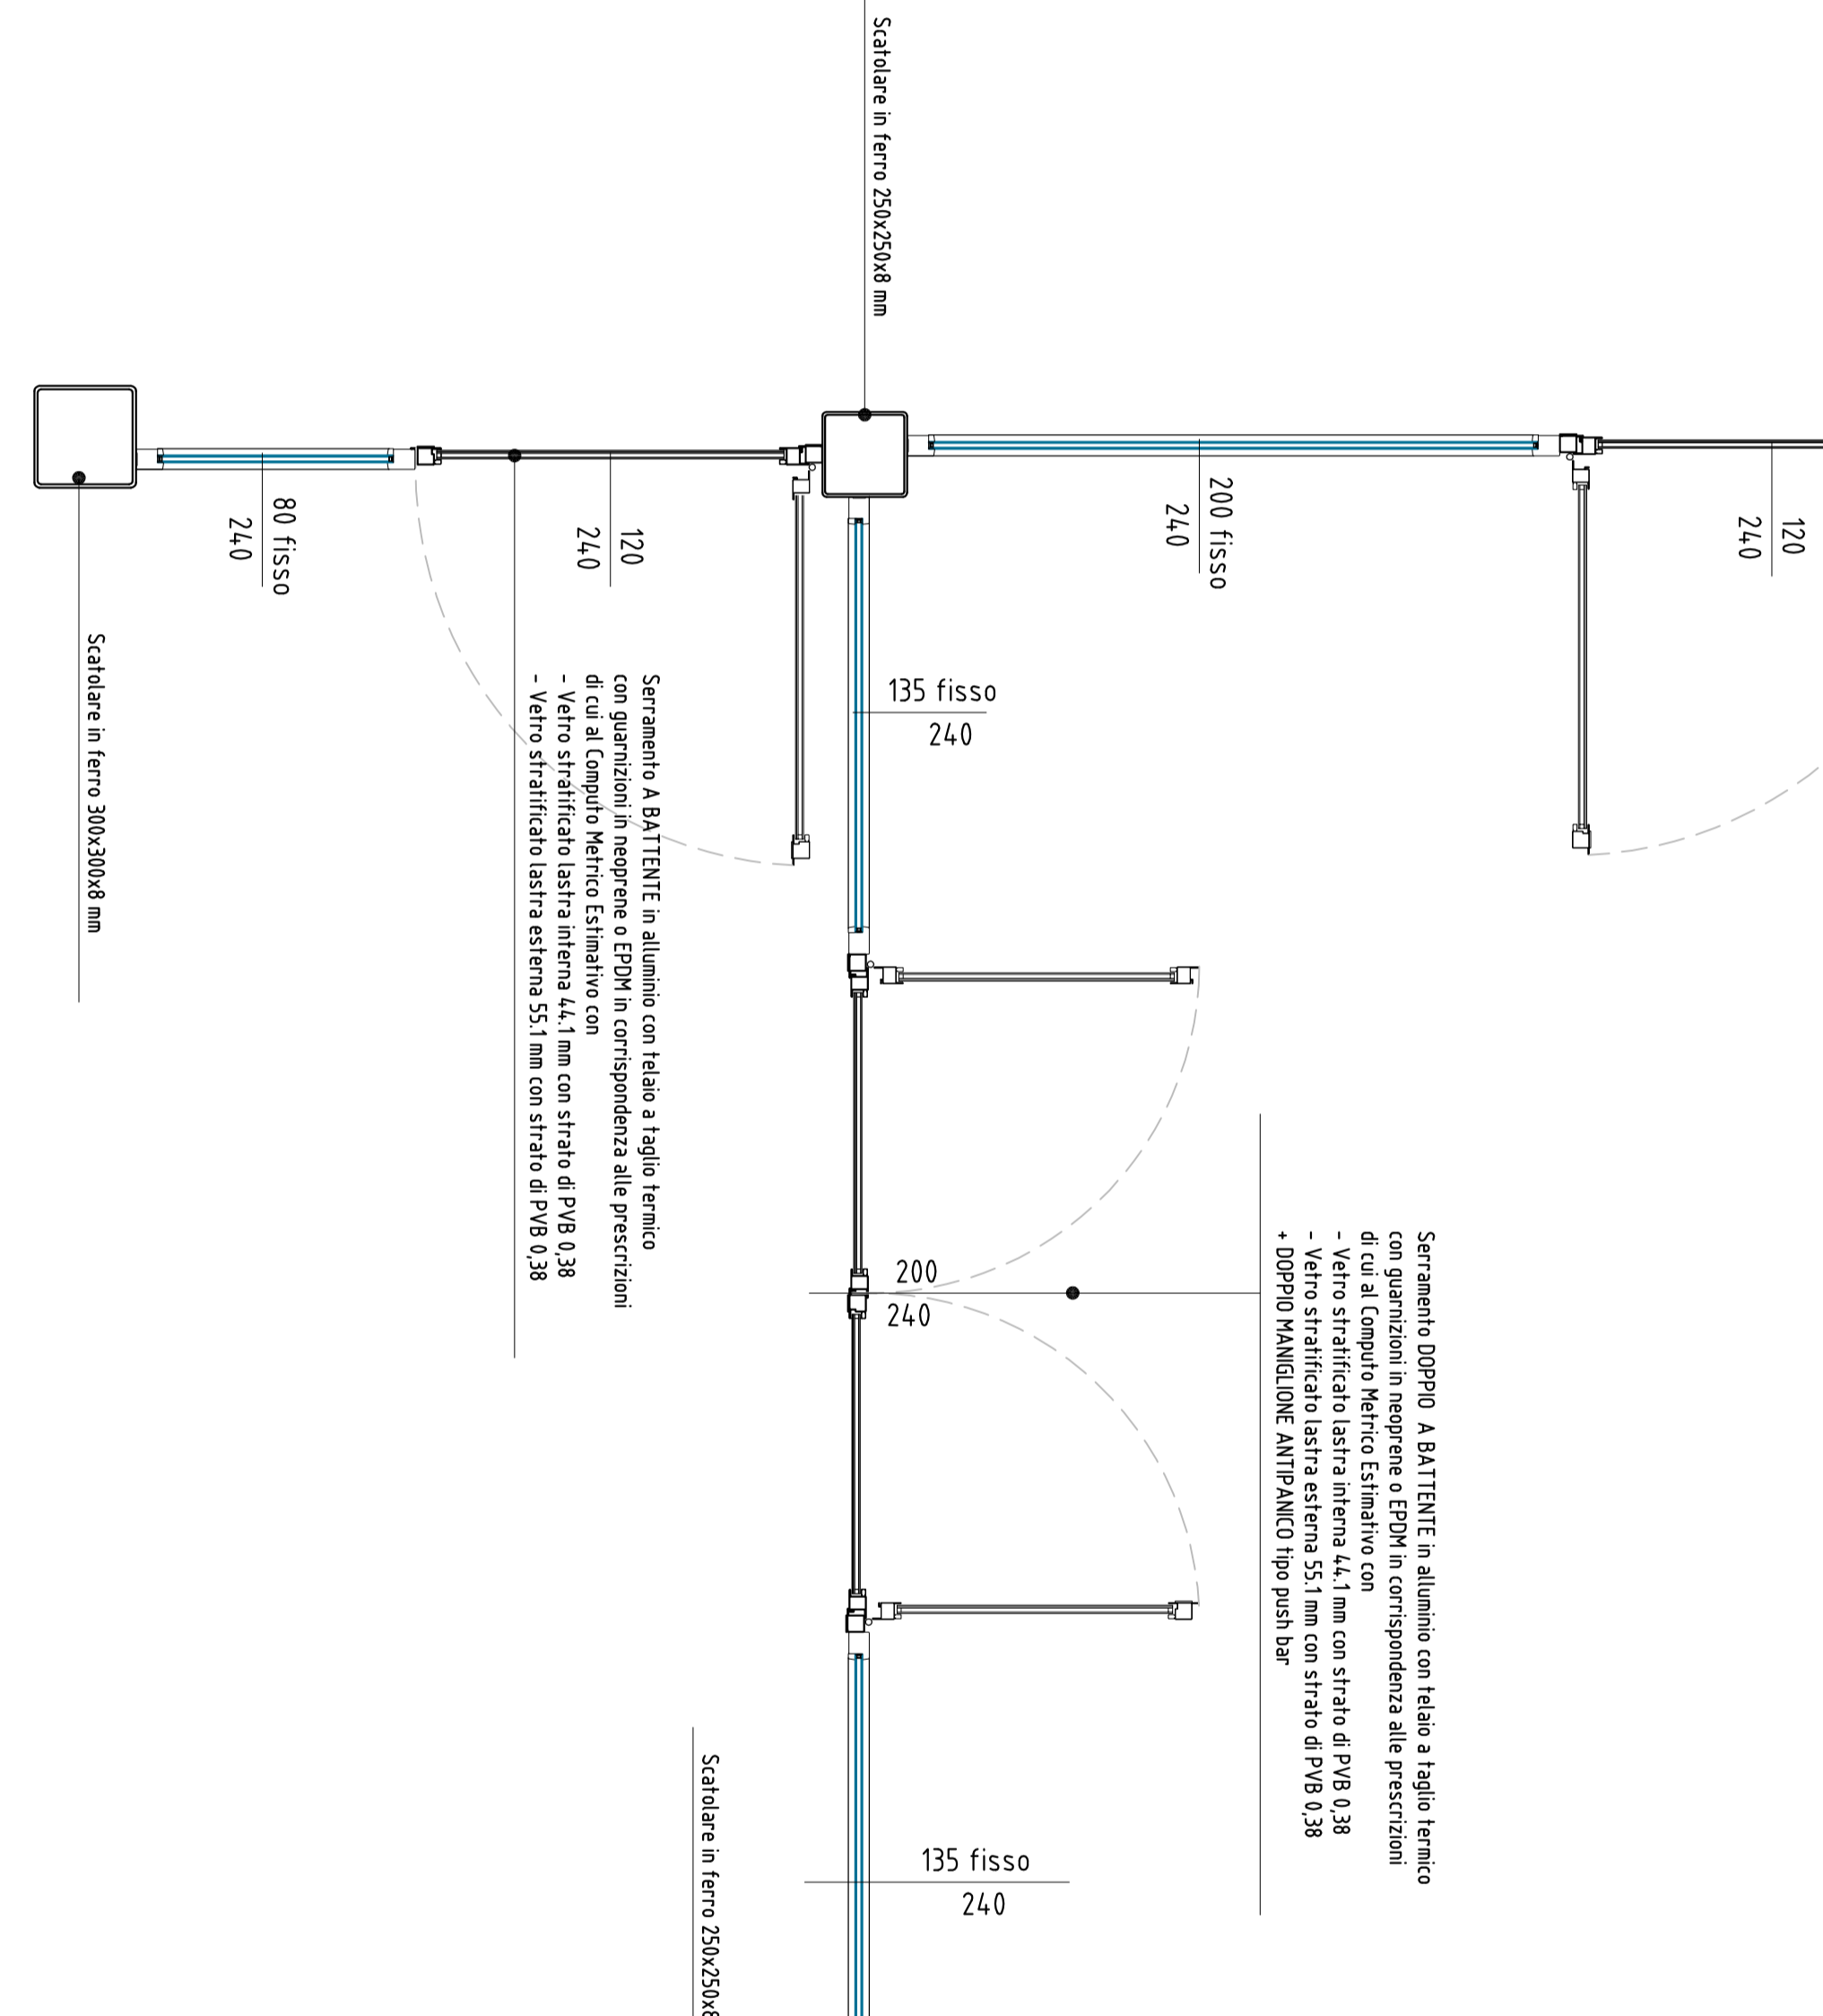 Scatolare in ferro 250x250x8 mm
80 fisso
240
120
240
200 fisso
240
120
240
Scatolare in ferro 300x300x8 mm
135 fisso
240
Serramento A BATTENTE in alluminio con telaio a taglio termico
con guarnizioni in neoprene o EPDM in corrispondenza alle prescrizioni
di cui al Computo Metrico Estimativo con
- Vetro stratificato lastra interna 44.1 mm con strato di PVB 0,38
- Vetro stratificato lastra esterna 55.1 mm con strato di PVB 0,38
200
240
Serramento DOPPIO  A BATTENTE in alluminio con telaio a taglio termico
con guarnizioni in neoprene o EPDM in corrispondenza alle prescrizioni
di cui al Computo Metrico Estimativo con
- Vetro stratificato lastra interna 44.1 mm con strato di PVB 0,38
- Vetro stratificato lastra esterna 55.1 mm con strato di PVB 0,38
+ DOPPIO MANIGLIONE ANTIPANICO tipo push bar
135 fisso
240
Scatolare in ferro 250x250x8